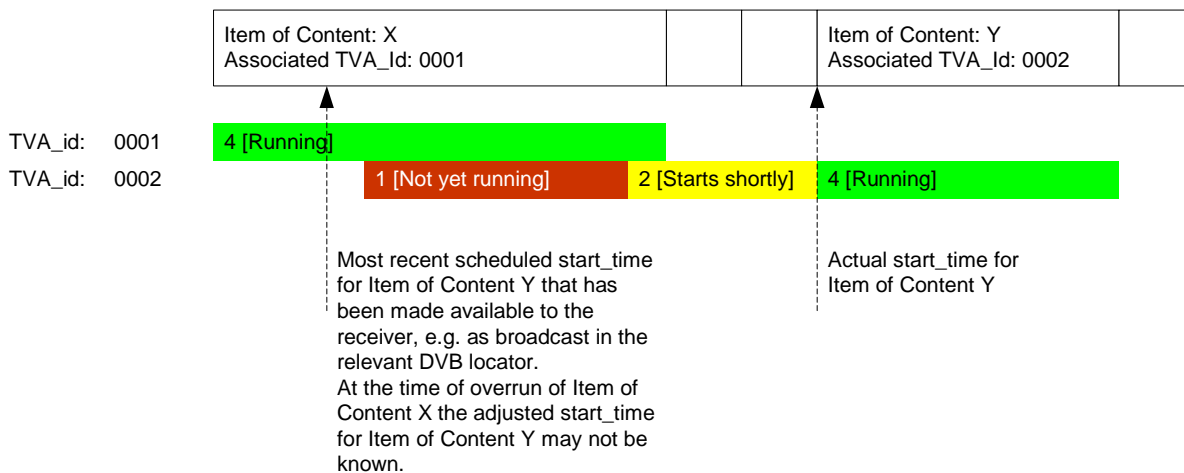 Item of Content: X
Associated TVA_Id: 0001
Item of Content: Y
Associated TVA_Id: 0002
TVA_id: 0001
4 [Running]
TVA_id: 0002
1 [Not yet running]
2 [Starts shortly]
4 [Running]
Most recent scheduled start_time
for Item of Content Y that has
been made available to the
receiver, e.g. as broadcast in the
relevant DVB locator.
At the time of overrun of Item of
Content X the adjusted start_time
for Item of Content Y may not be
known.
Actual start_time for
Item of Content Y